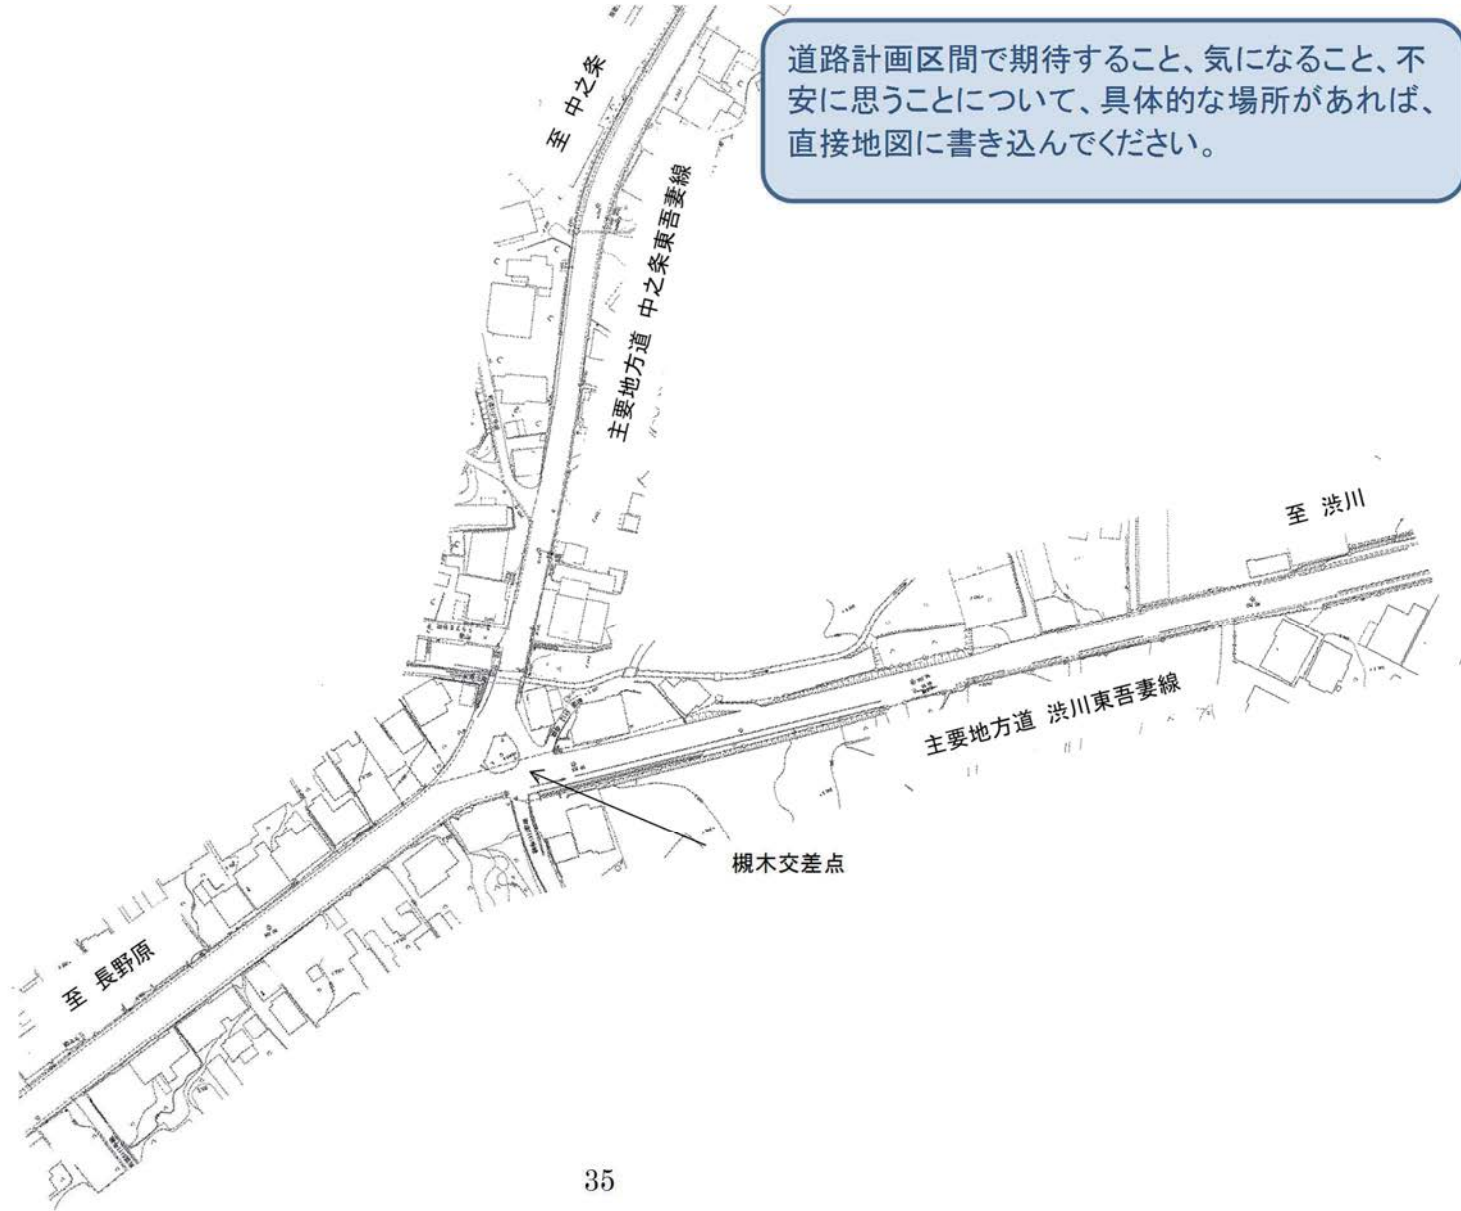 道路計画区間で期待すること、気になること、不
安に思うことについて、具体的な場所があれば、
直接地図に書き込んでください。
至 中之条
主要地方道 中之条東吾妻線
至 渋川
主要地方道 渋川東吾妻線
槻木交差点
至 長野原
35